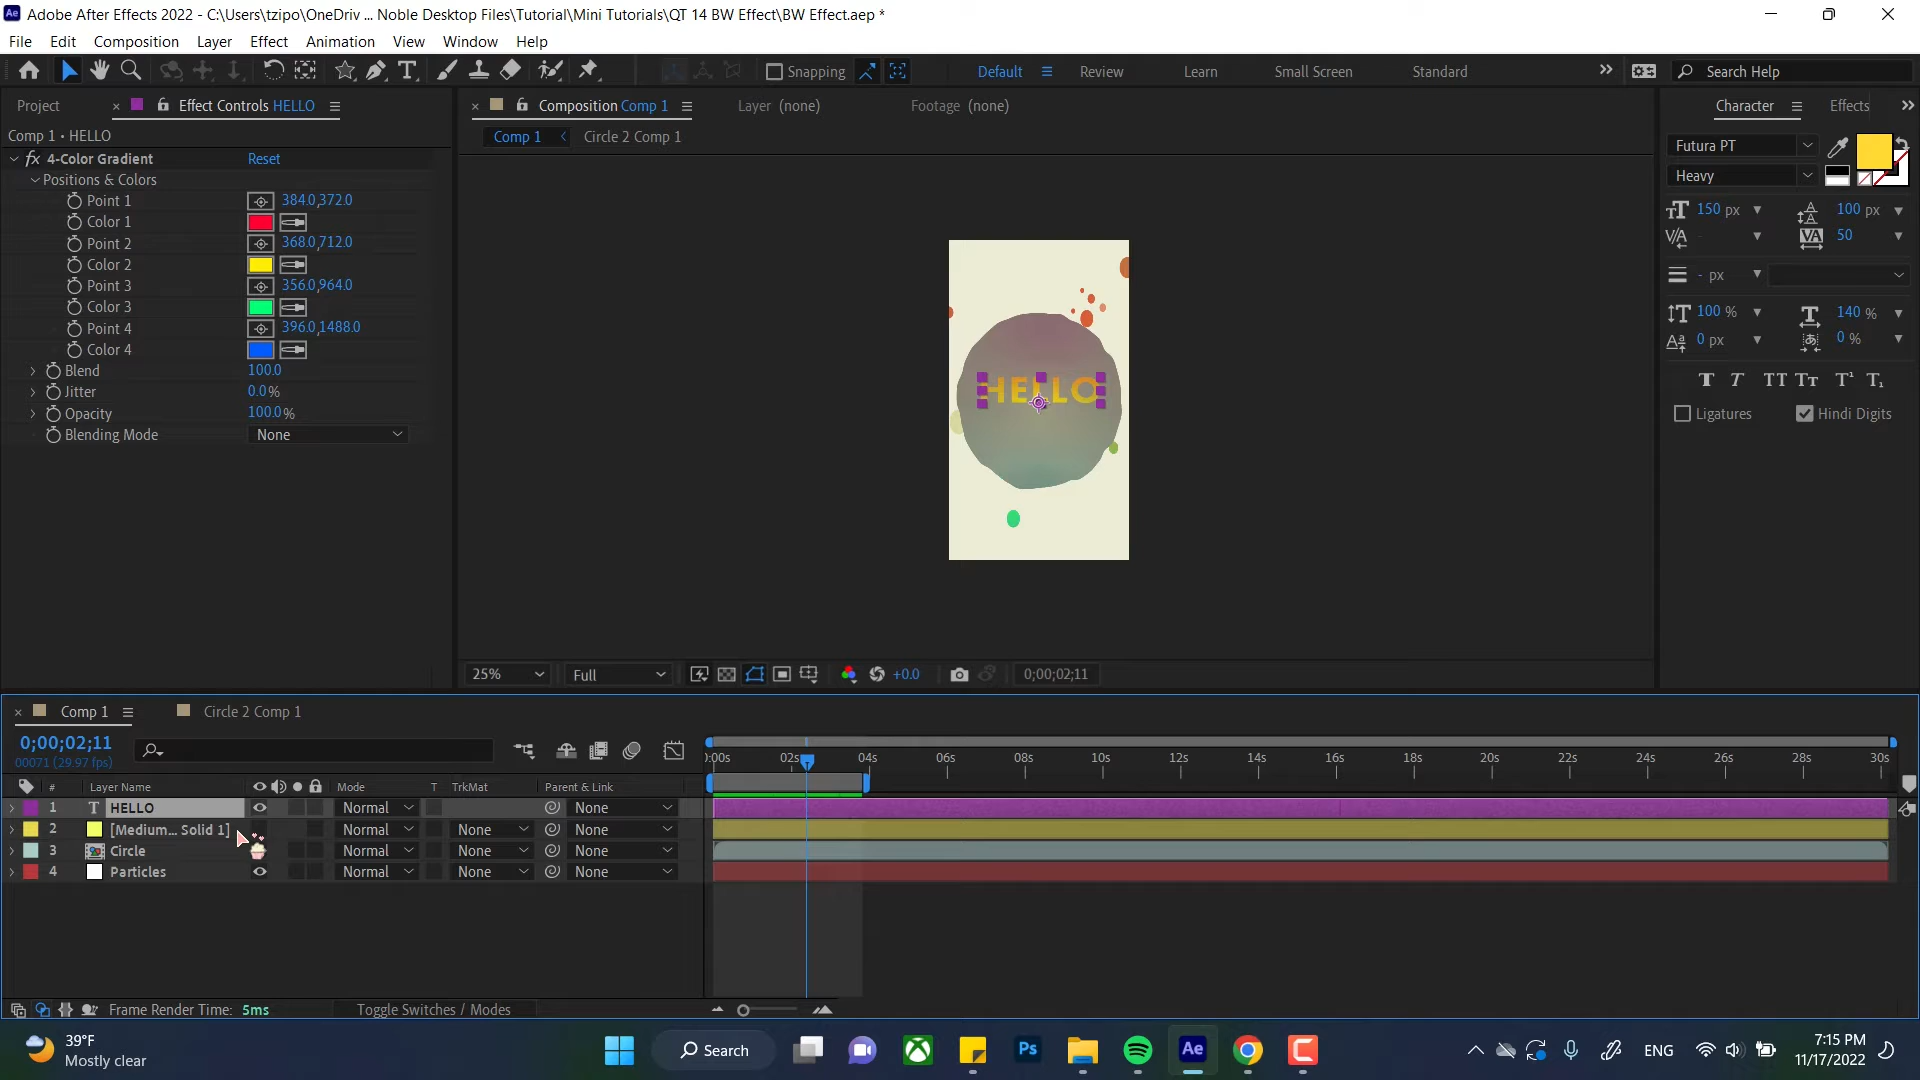 Adobe After Effects 2022 - C:\Users\tzipo\OneDriv ... Noble Desktop Files\Tutorial\Mini Tutorials\QT 14 BW Effect\BW Effect.aep *
File Edit Composition Layer Effect Animation View Window Help
Snapping Default Review Learn Small Screen Standard Search Help
Project Effect Controls HELLO Composition Comp 1 Layer (none) Footage (none) Character Effects
Comp 1 • HELLO
Comp 1 Circle 2 Comp 1
4-Color Gradient Reset
Positions & Colors
Point 1 384.0,372.0
Color 1
Point 2 368.0,712.0
Color 2
Point 3 356.0,964.0
Color 3
Point 4 396.0,1488.0
Color 4
Blend 100.0
Jitter 0.0%
Opacity 100.0%
Blending Mode None
HELLO
Futura PT
Heavy
150 px 100 px
- 50
- px
100 % 140 %
0 px 0 %
Ligatures Hindi Digits
25% Full +0.0 0;00;02;11
Comp 1 Circle 2 Comp 1
0;00;02;11
00071 (29.97 fps)
):00s 02s 04s 06s 08s 10s 12s 14s 16s 18s 20s 22s 24s 26s 28s 30s
# Layer Name Mode T TrkMat Parent & Link
1 T HELLO Normal None
2 [Medium... Solid 1] Normal None None
3 Circle Normal None None
4 Particles Normal None None
Frame Render Time: 5ms Toggle Switches / Modes
39°F
Mostly clear
Search
Ps
Ae
ENG
7:15 PM
11/17/2022